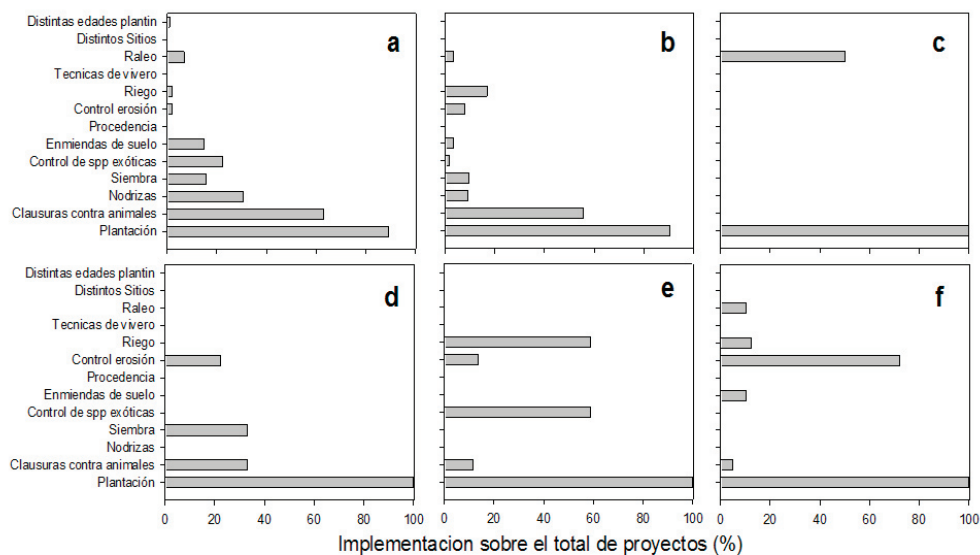 Distintas edades plantin
Distintos Sitios
Raleo
Tecnicas de vivero
Riego
Control erosión
Procedencia
Enmiendas de suelo
Control de spp exóticas
Siembra
Nodrizas
Clausuras contra animales
Plantación
a
b
c
Distintas edades plantin
Distintos Sitios
Raleo
Tecnicas de vivero
Riego
Control erosión
Procedencia
Enmiendas de suelo
Control de spp exóticas
Siembra
Nodrizas
Clausuras contra animales
Plantación
d
e
f
0 20 40 60 80 100 0 20 40 60 80 100 0 20 40 60 80 100
Implementacion sobre el total de proyectos (%)